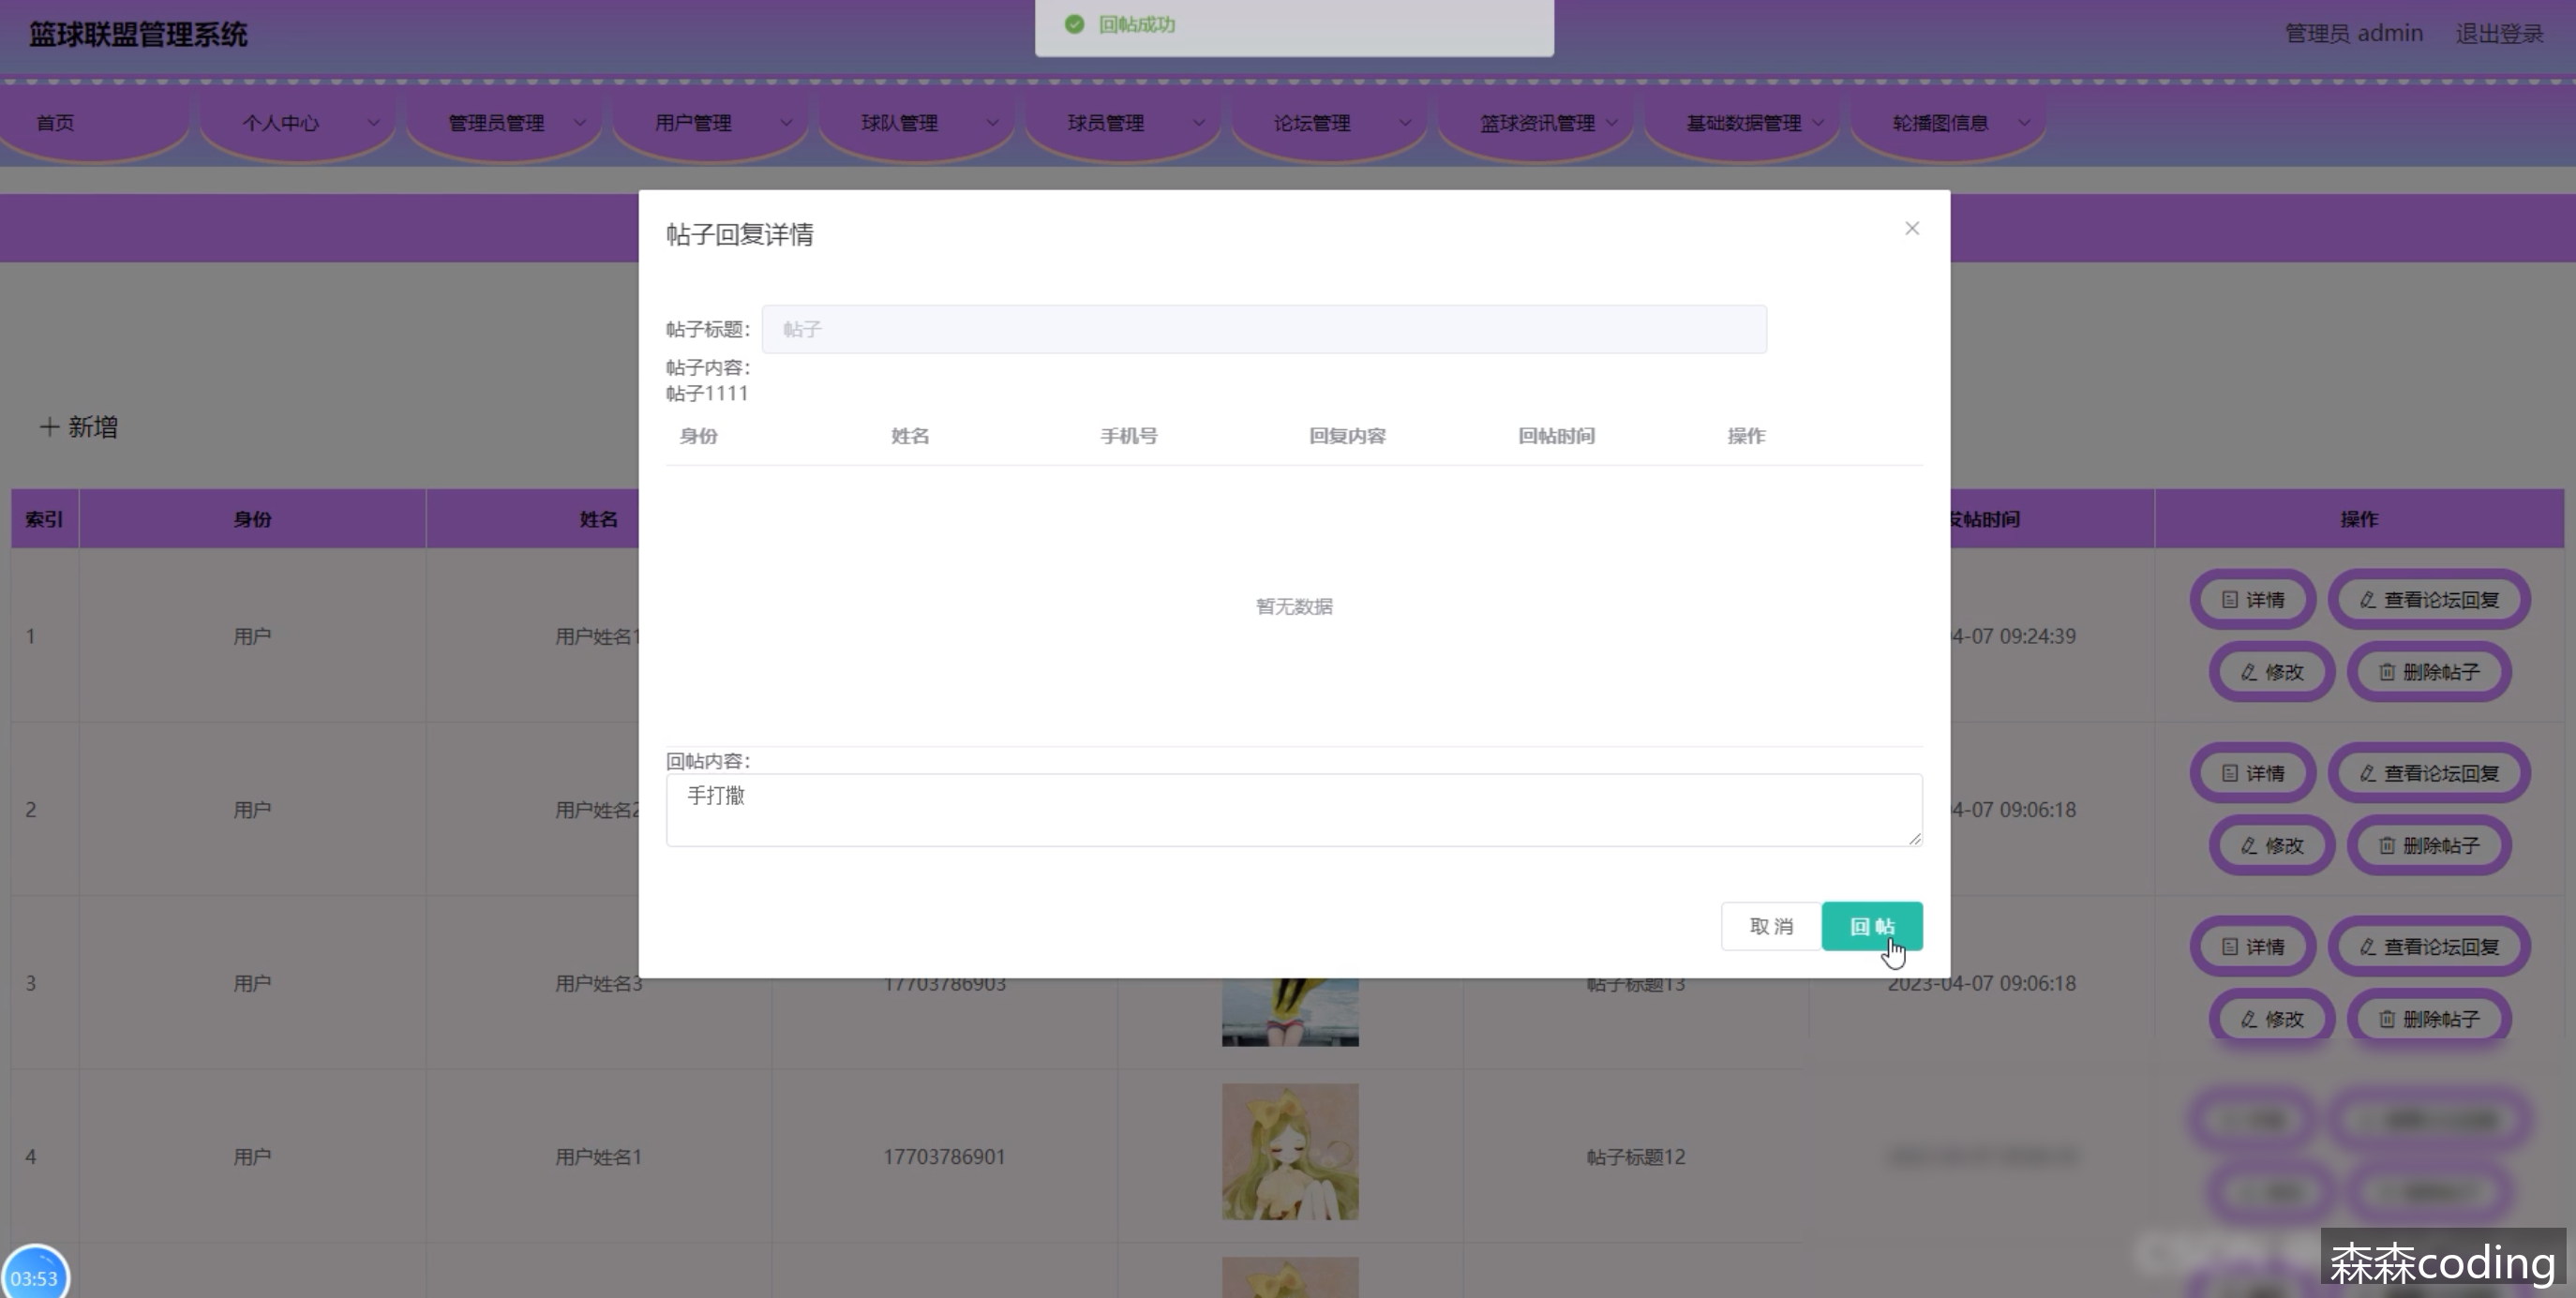 篮球联盟管理系统
回帖成功
管理员 admin 退出登录
首页 个人中心 管理员管理 用户管理 球队管理 球员管理 论坛管理 篮球资讯管理 基础数据管理 轮播图信息
帖子回复详情
帖子标题: 帖子
帖子内容:
帖子1111
新增
身份 姓名 手机号 回复内容 回帖时间 操作
索引 身份 姓名 发帖时间 操作
暂无数据
1 用户 用户姓名1 4-07 09:24:39 详情 查看论坛回复
修改 删除帖子
回帖内容:
手打撒
2 用户 用户姓名2 4-07 09:06:18 详情 查看论坛回复
修改 删除帖子
取消 回帖
3 用户 用户姓名3 17703786903 帖子标题13 2023-04-07 09:06:18 详情 查看论坛回复
修改 删除帖子
4 用户 用户姓名1 17703786901 帖子标题12
03:53
森森coding